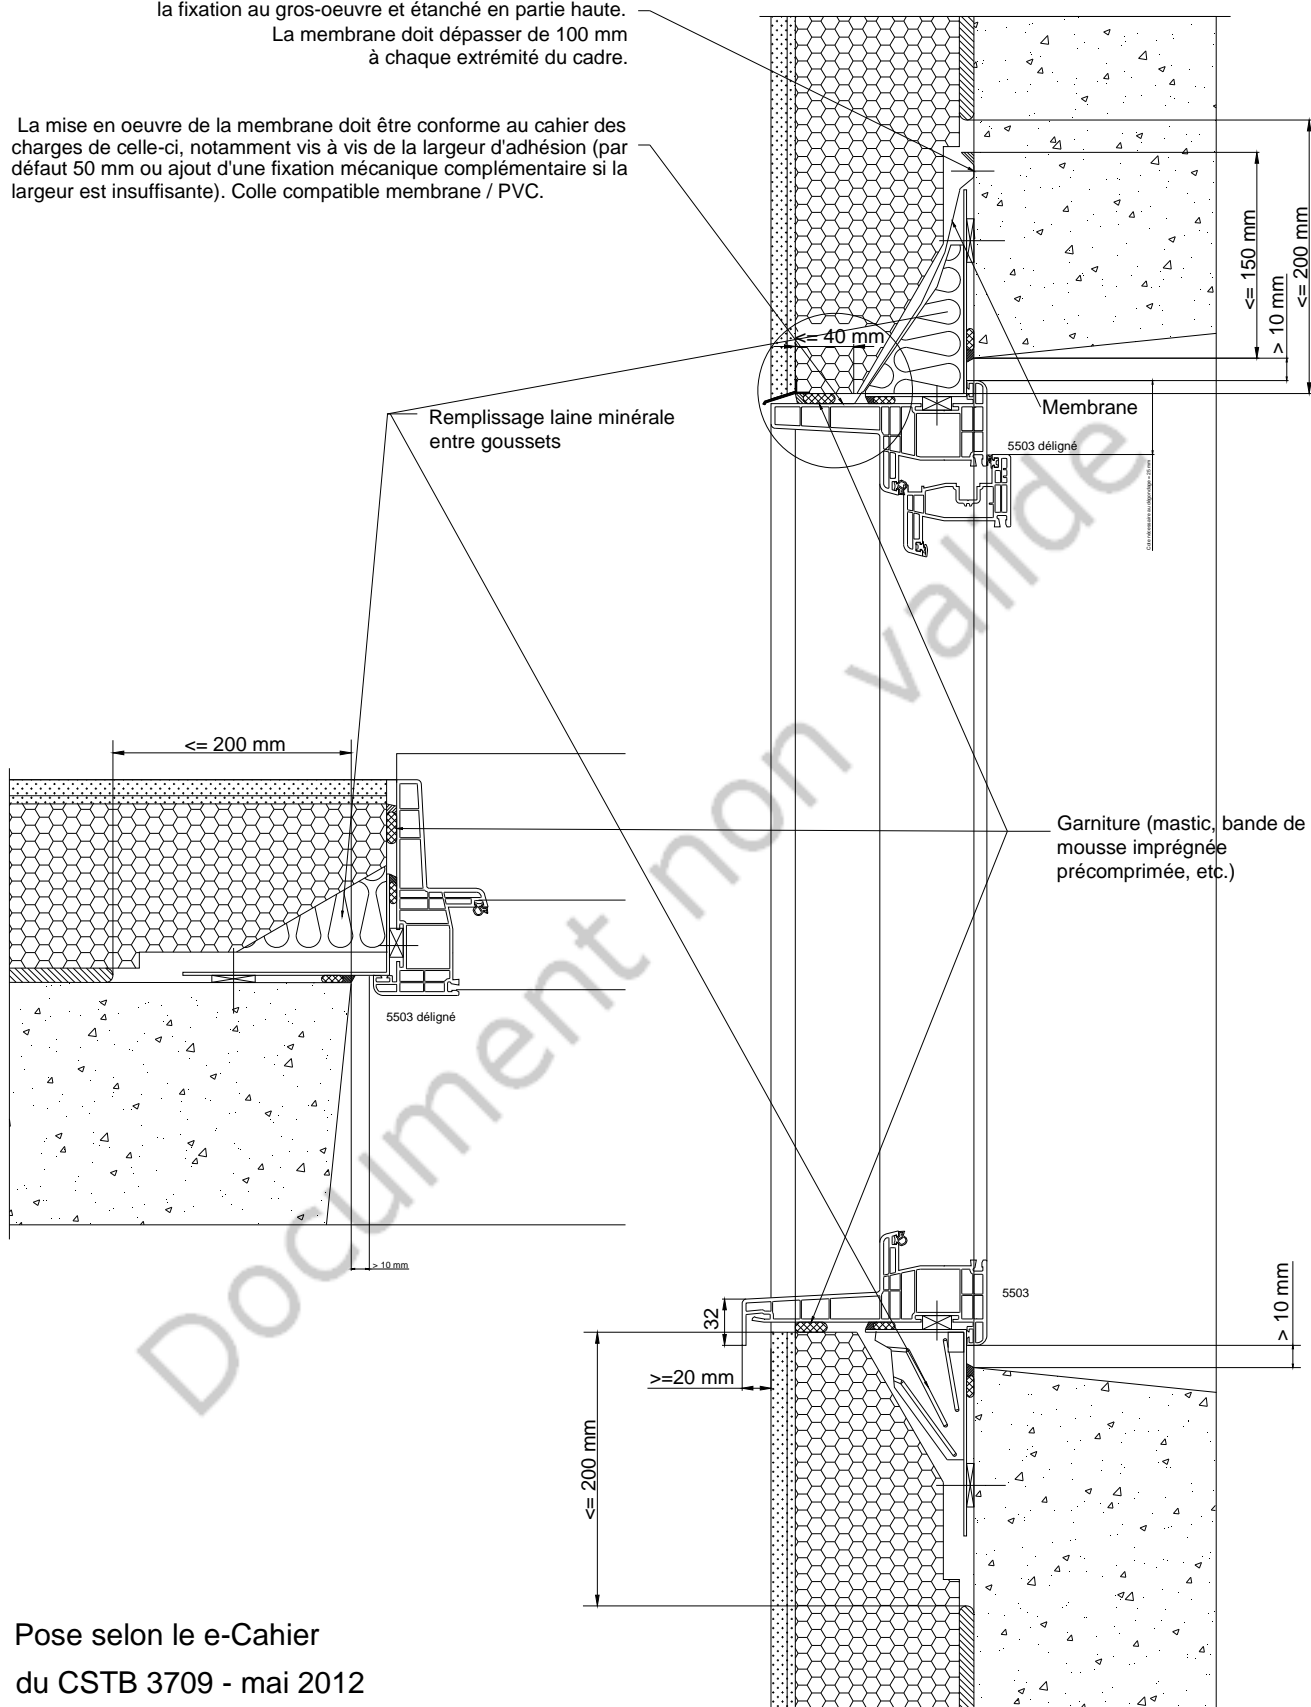 la fixation au gros-oeuvre et étanché en partie haute.
La membrane doit dépasser de 100 mm
à chaque extrémité du cadre.
La mise en oeuvre de la membrane doit être conforme au cahier des
charges de celle-ci, notamment vis à vis de la largeur d'adhésion (par
défaut 50 mm ou ajout d'une fixation mécanique complémentaire si la
largeur est insuffisante). Colle compatible membrane / PVC.
<= 150 mm
> 10 mm
<= 200 mm
<= 40 mm
Remplissage laine minérale
entre goussets
Membrane
5503 déligné
<= 200 mm
Garniture (mastic, bande de
mousse imprégnée
précomprimée, etc.)
5503 déligné
> 10 mm
Document non valide
5503
32
> 10 mm
>=20 mm
<= 200 mm
Pose selon le e-Cahier
du CSTB 3709 - mai 2012